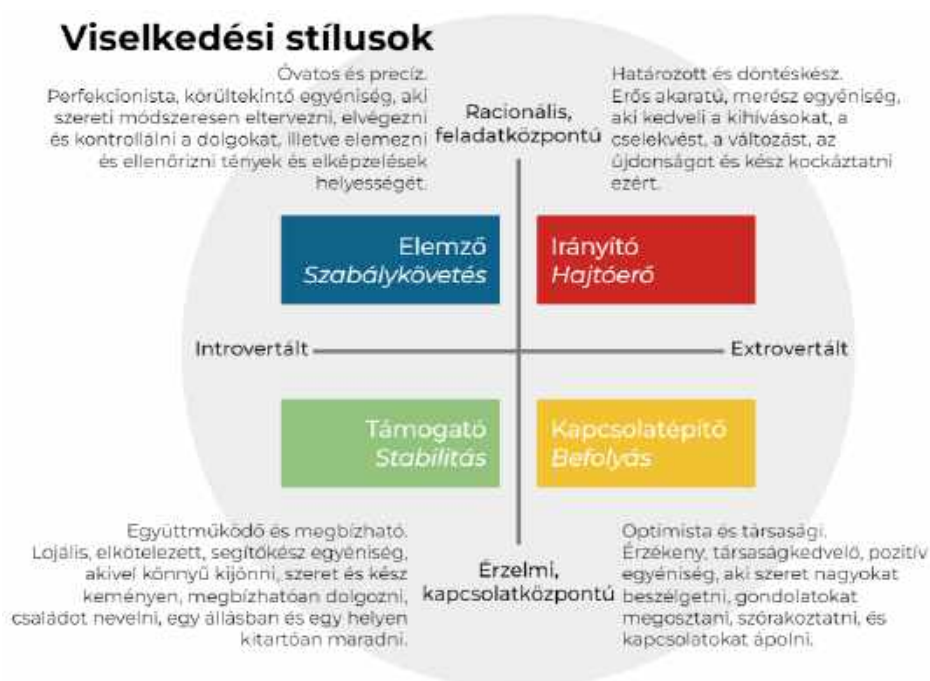 Viselkedési stílusok
Óvatos és precíz.
Perfekcionista, körültekintő egyéniség, aki
szereti módszeresen eltervezni, elvégezni
és kontrollálni a dolgokat, illetve elemezni
és ellenőrizni tények és elképzelések
helyességét.
Racionális,
feladatközpontú
Határozott és döntéskész.
Erős akaratú, merész egyéniség,
aki kedveli a kihívásokat, a
cselekvést, a változást, az
újdonságot és kész kockáztatni
ezért.
Elemző
Szabálykövetés
Irányító
Hajtóerő
Introvertált
Extrovertált
Támogató
Stabilitás
Kapcsolatépítő
Befolyás
Együttműködő és megbízható.
Lojális, elkötelezett, segítőkész egyéniség,
akivel könnyű kijönni, szeret és kész
keményen, megbízhatóan dolgozni,
családot nevelni, egy állásban és egy helyen
kitartóan maradni.
Érzelmi,
kapcsolatközpontú
Optimista és társasági.
Érzékeny, társaságkedvelő, pozitív
egyéniség, aki szeret nagyokat
beszélgetni, gondolatokat
megosztani, szórakoztatni, és
kapcsolatokat ápolni.